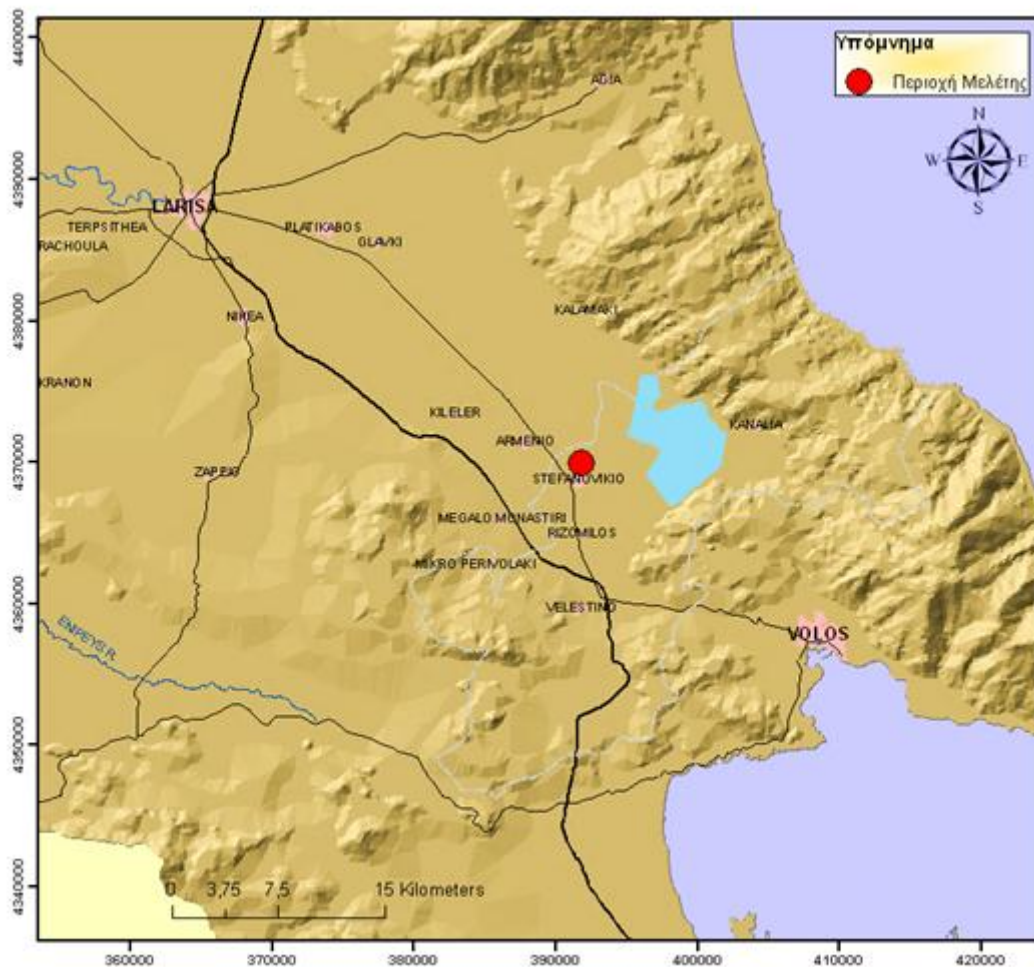 Υπόμνημα
Περιοχή Μελέτης
N
W E
S
4400000
4390000
4380000
4370000
4360000
4350000
4340000
AGIA
LARISA
TERPSITHEA
PLATIKABOS
RACHOULA
GLAVKI
KALAMAKI
NIKEA
KRANON
KILELER
KANALIA
ARMENIO
ZAPPIO
STEFANOVIKIO
MEGALO MONASTIRI
RIZOMILOS
MIKRO PERIVOLAKI
VELESTINO
ENIPEYS R.
VOLOS
0 3,75 7,5 15 Kilometers
360000 370000 380000 390000 400000 410000 420000